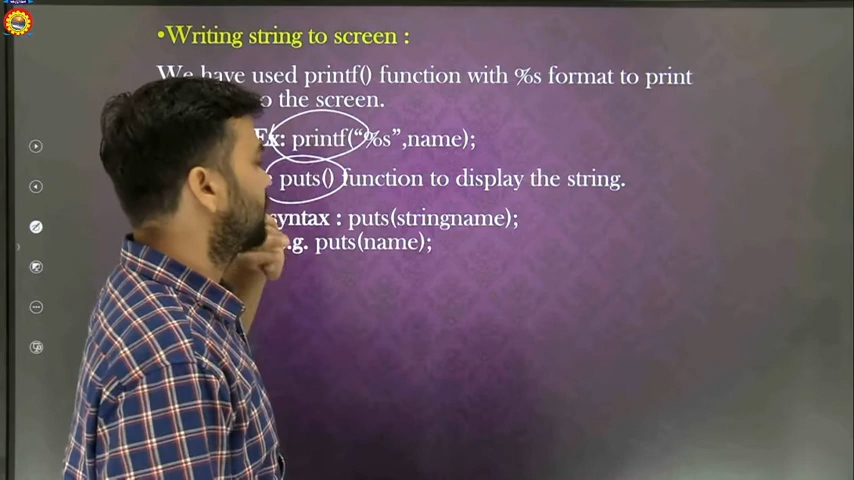 •Writing string to screen :
We have used printf() function with %s format to print
to the screen.
Ex: printf(“%s”,name);
puts() function to display the string.
syntax : puts(stringname);
e.g. puts(name);